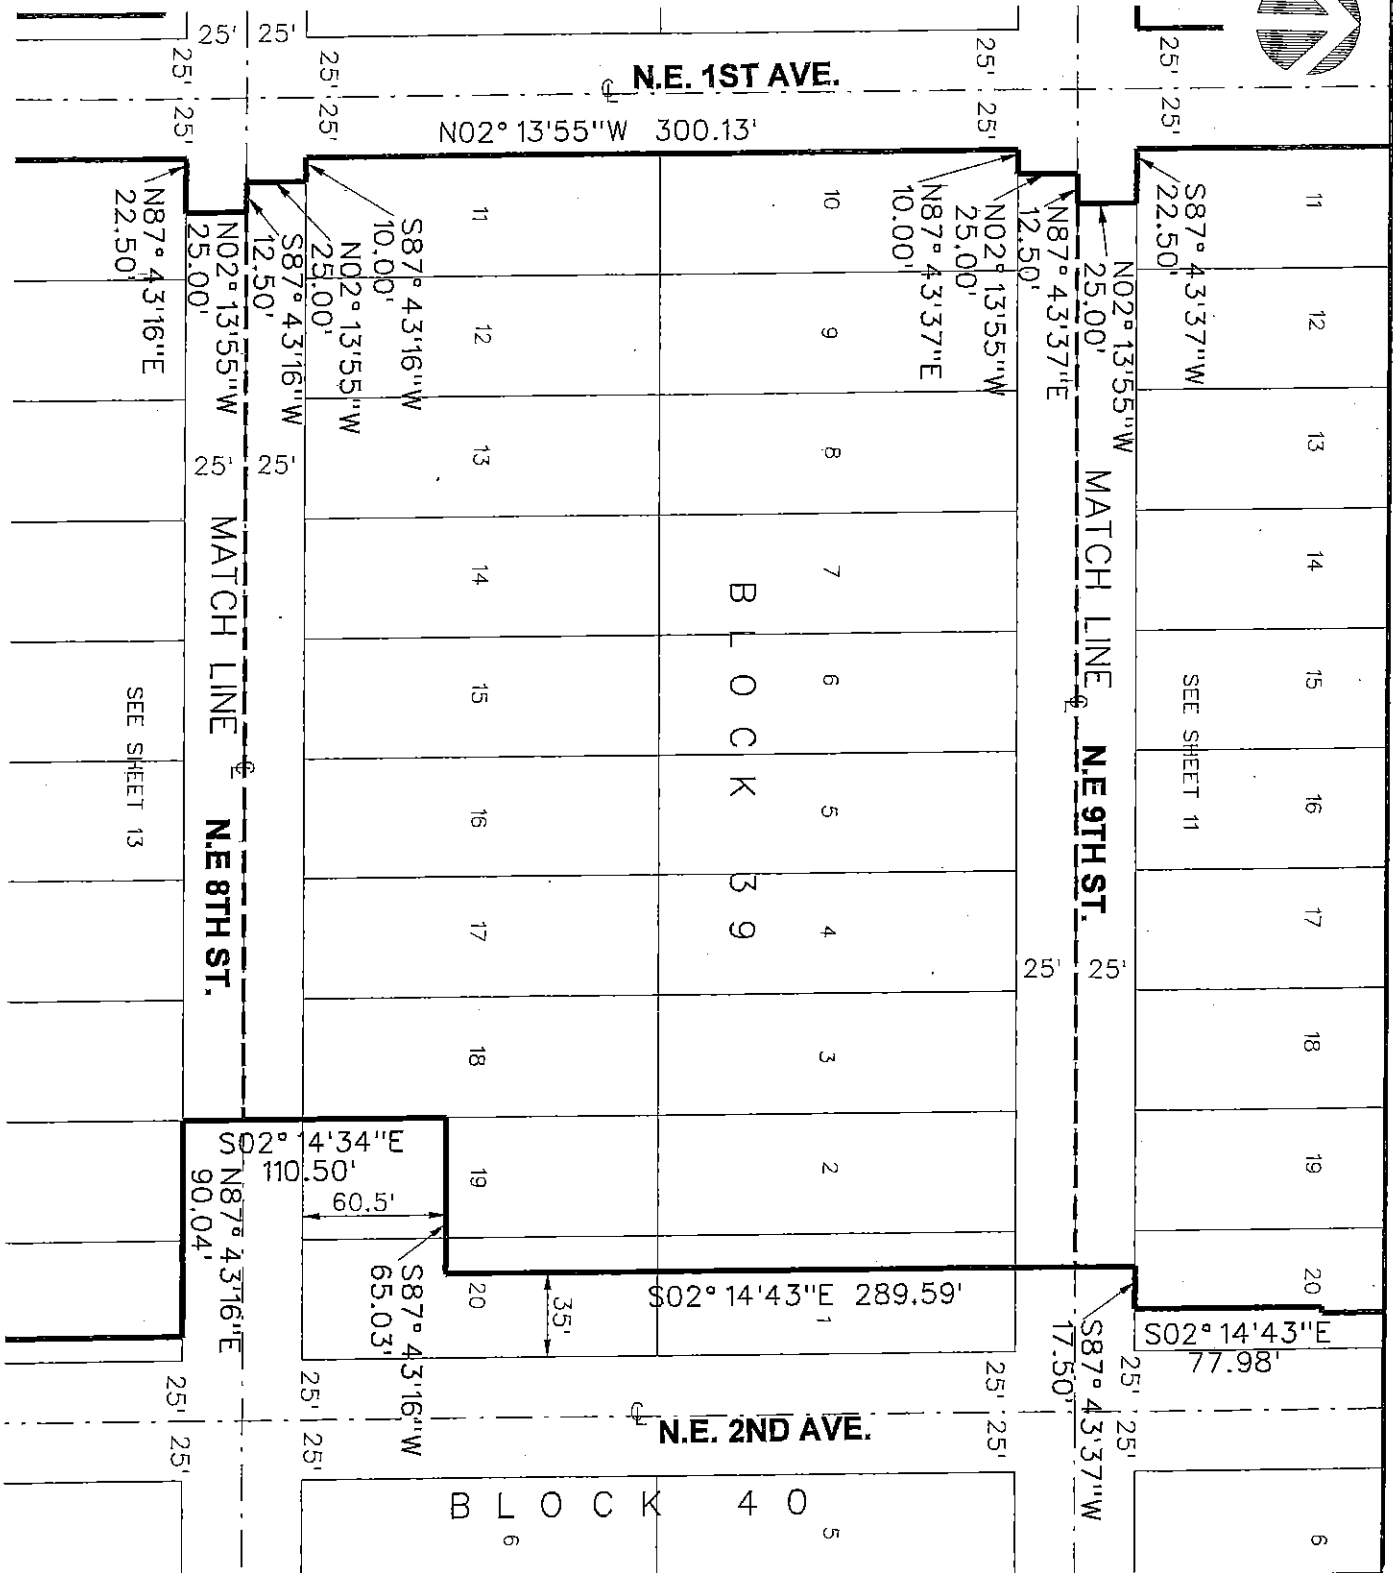 25' 25'
25' 25' 25' 25'
N.E. 1ST AVE.
25' 25' 25' 25'
N02°13'55"W 300.13'
N87°43'16"E
22.50'
N02°13'55"W
25.00'
S87°43'16"W
12.50'
N02°13'55"W
25.00'
S87°43'16"W
10.00'
N87°43'37"E
10.00'
N02°13'55"W
25.00'
N87°43'37"E
12.50'
N02°13'55"W
25.00'
S87°43'37"W
22.50'
11
12
13
14
15
16
17
18
19
20
10
9
8
7
6
5
4
3
2
1
11
12
13
14
15
16
17
18
19
20
BLOCK 39
25' 25'
MATCH LINE
N.E 8TH ST.
SEE SHEET 13
MATCH LINE
N.E 9TH ST.
SEE SHEET 11
25' 25'
S02°14'34"E
110.50'
60.5'
N87°43'16"E
90.04'
S87°43'16"W
65.03'
35'
S02°14'43"E 289.59'
S87°43'37"W
17.50'
S02°14'43"E
77.98'
25' 25' 25' 25'
N.E. 2ND AVE.
25' 25' 25' 25'
BLOCK 40
6
5
6